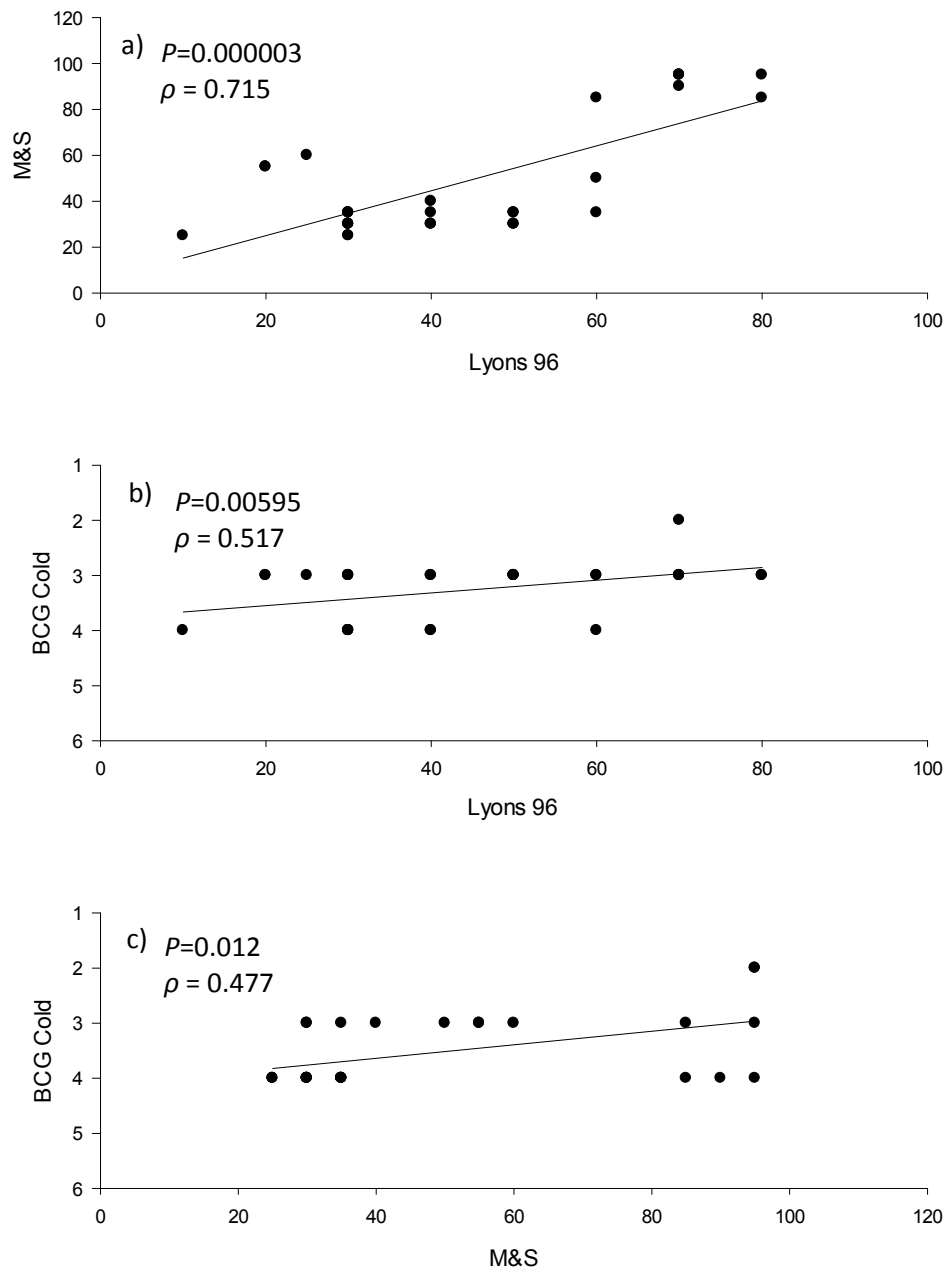 120
100
80
60
40
20
0
M&S
a) P=0.000003
ρ = 0.715
0 20 40 60 80 100
Lyons 96
1
2
3
4
5
6
BCG Cold
b) P=0.00595
ρ = 0.517
0 20 40 60 80 100
Lyons 96
1
2
3
4
5
6
BCG Cold
c) P=0.012
ρ = 0.477
0 20 40 60 80 100 120
M&S